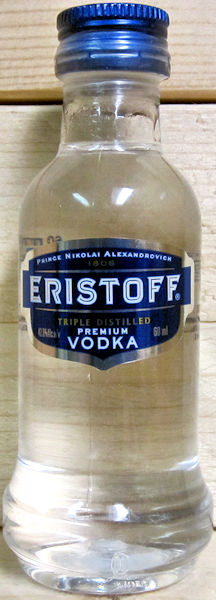 PRINCE NIKOLAI ALEXANDROVICH
1806
ERISTOFF®
TRIPLE DISTILLED
PREMIUM
VODKA
50 ml